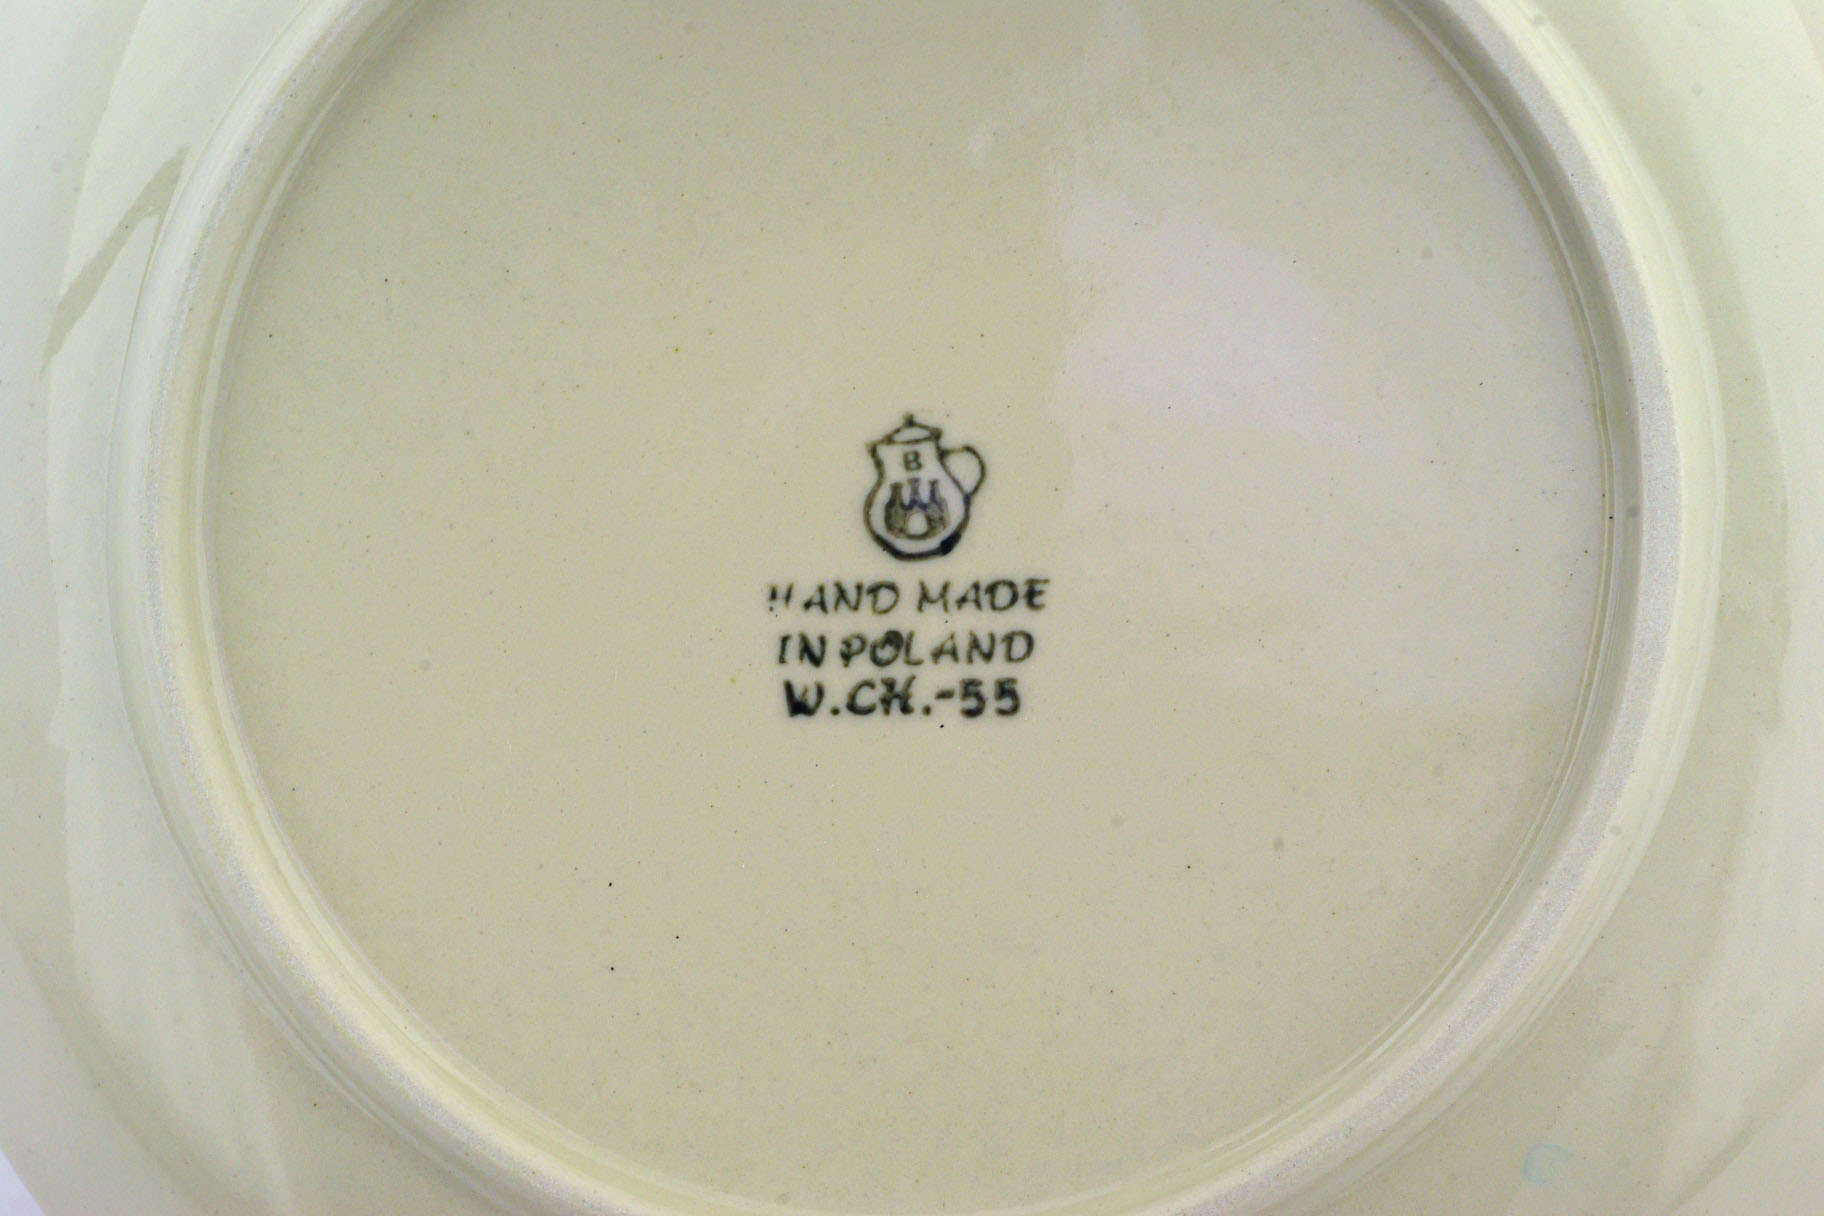 B
HAND MADE
IN POLAND
W.CH.-55